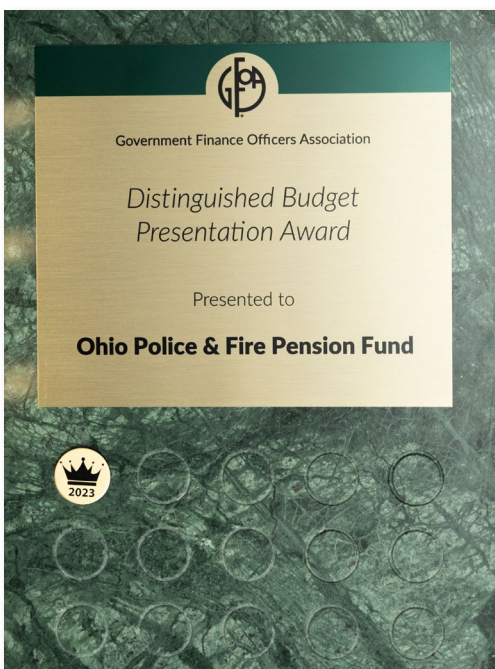 GFOA
Government Finance Officers Association
Distinguished Budget
Presentation Award
Presented to
Ohio Police & Fire Pension Fund
2023